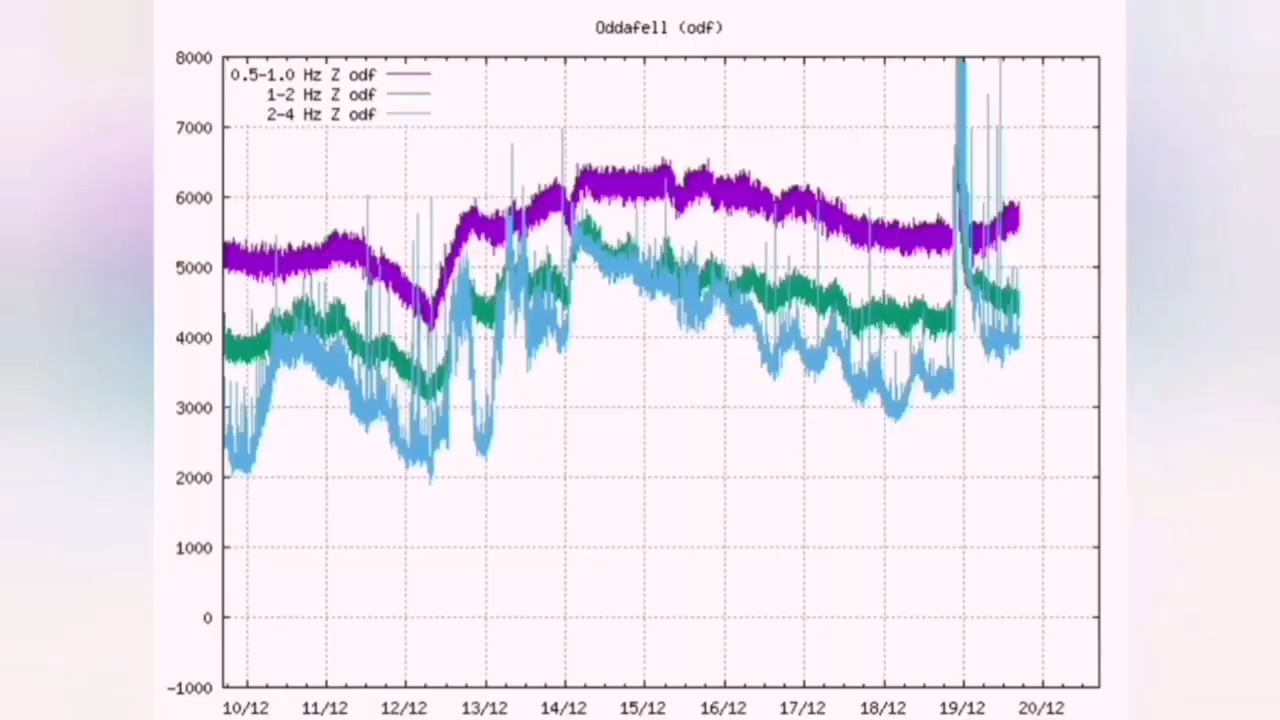 Oddafell (odf)
8000
0.5-1.0 Hz Z odf
1-2 Hz Z odf
2-4 Hz Z odf
7000
6000
5000
4000
3000
2000
1000
0
-1000
10/12 11/12 12/12 13/12 14/12 15/12 16/12 17/12 18/12 19/12 20/12